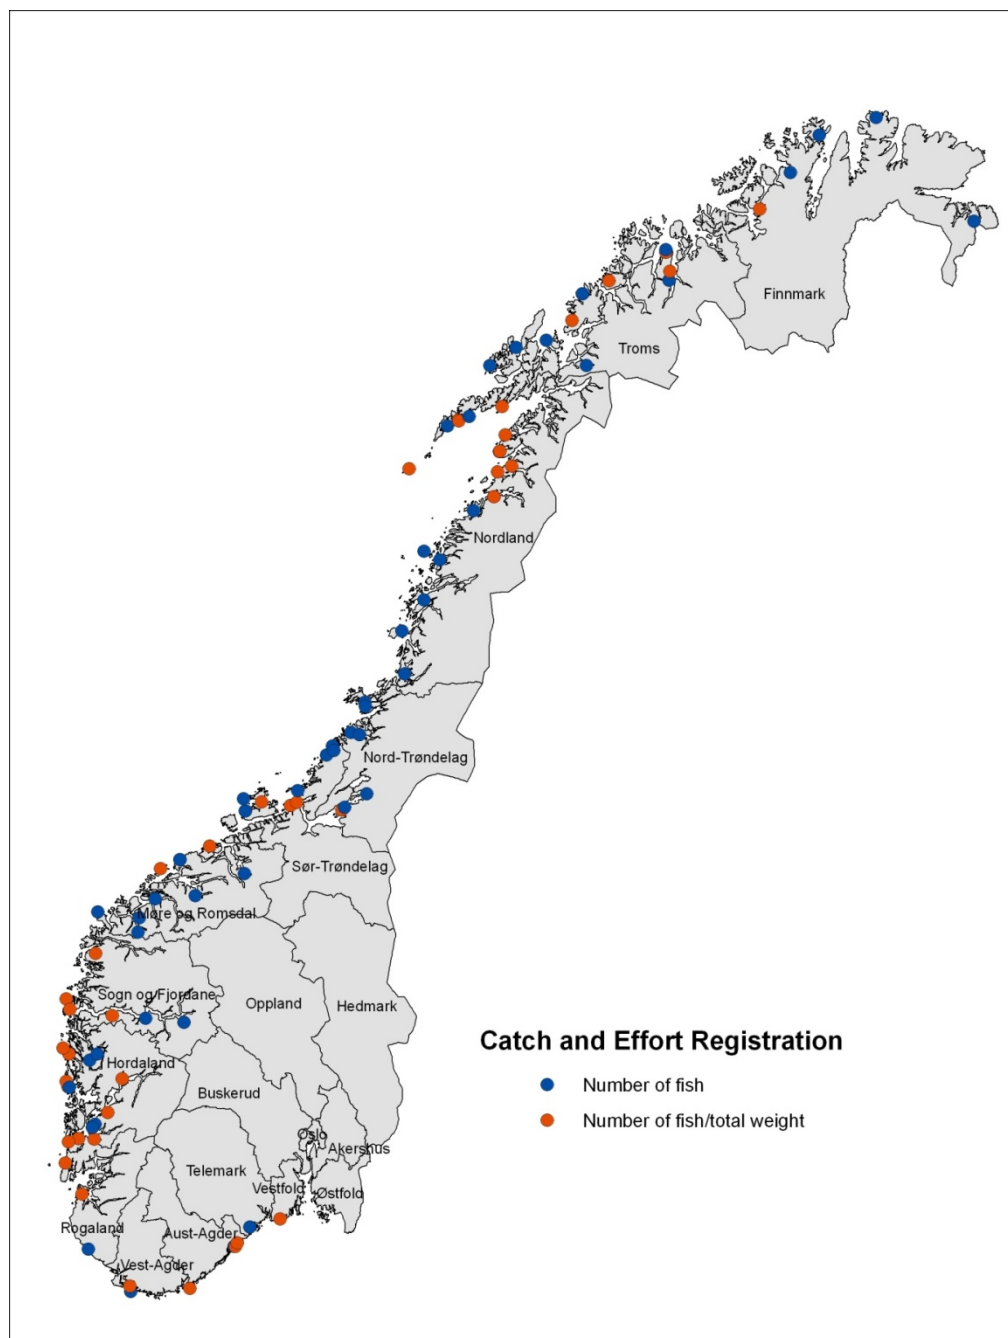 Finnmark
Troms
Nordland
Nord-Trøndelag
Sør-Trøndelag
Møre og Romsdal
Sogn og Fjordane
Oppland
Hedmark
Catch and Effort Registration
Hordaland
Number of fish
Buskerud
Number of fish/total weight
Oslo
Akershus
Telemark
Vestfold
Østfold
Rogaland
Aust-Agder
Vest-Agder